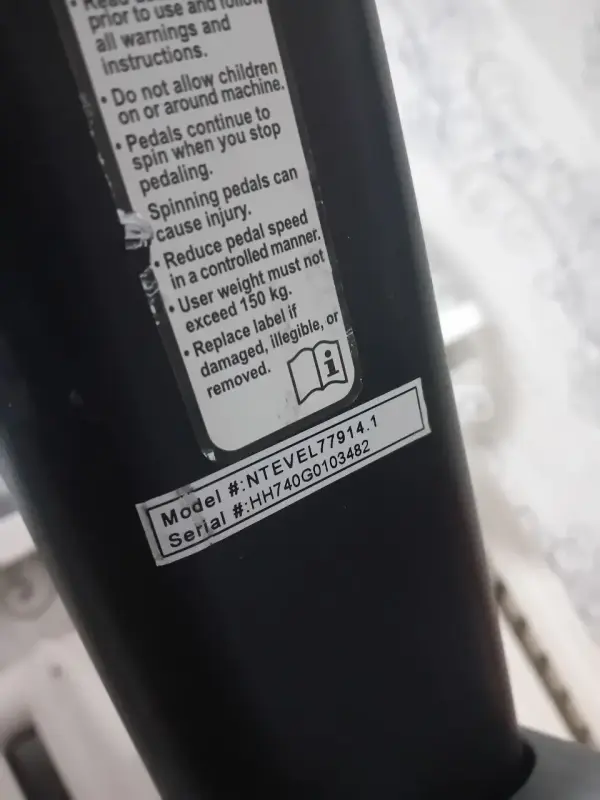 • Read
prior to use and follow
all warnings and
instructions.
• Do not allow children
on or around machine.
• Pedals continue to
spin when you stop
pedaling.
Spinning pedals can
cause injury.
• Reduce pedal speed
in a controlled manner.
• User weight must not
exceed 150 kg.
• Replace label if
damaged, illegible, or
removed.
Model #:NTEVEL77914.1
Serial #:HH740G0103482